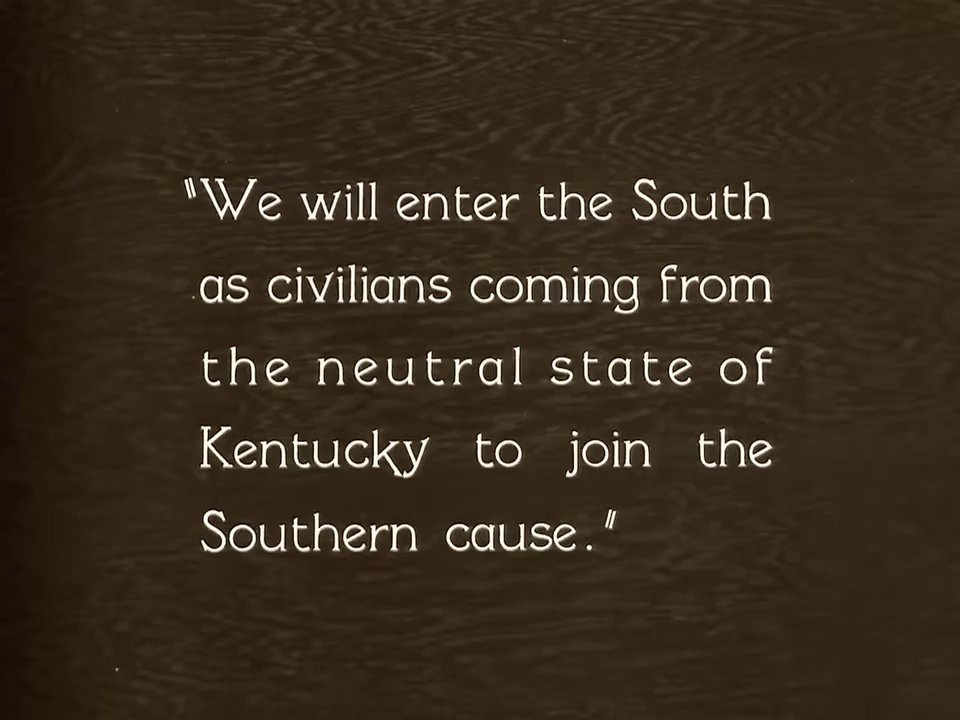 "We will enter the South
as civilians coming from
the neutral state of
Kentucky to join the
Southern cause."